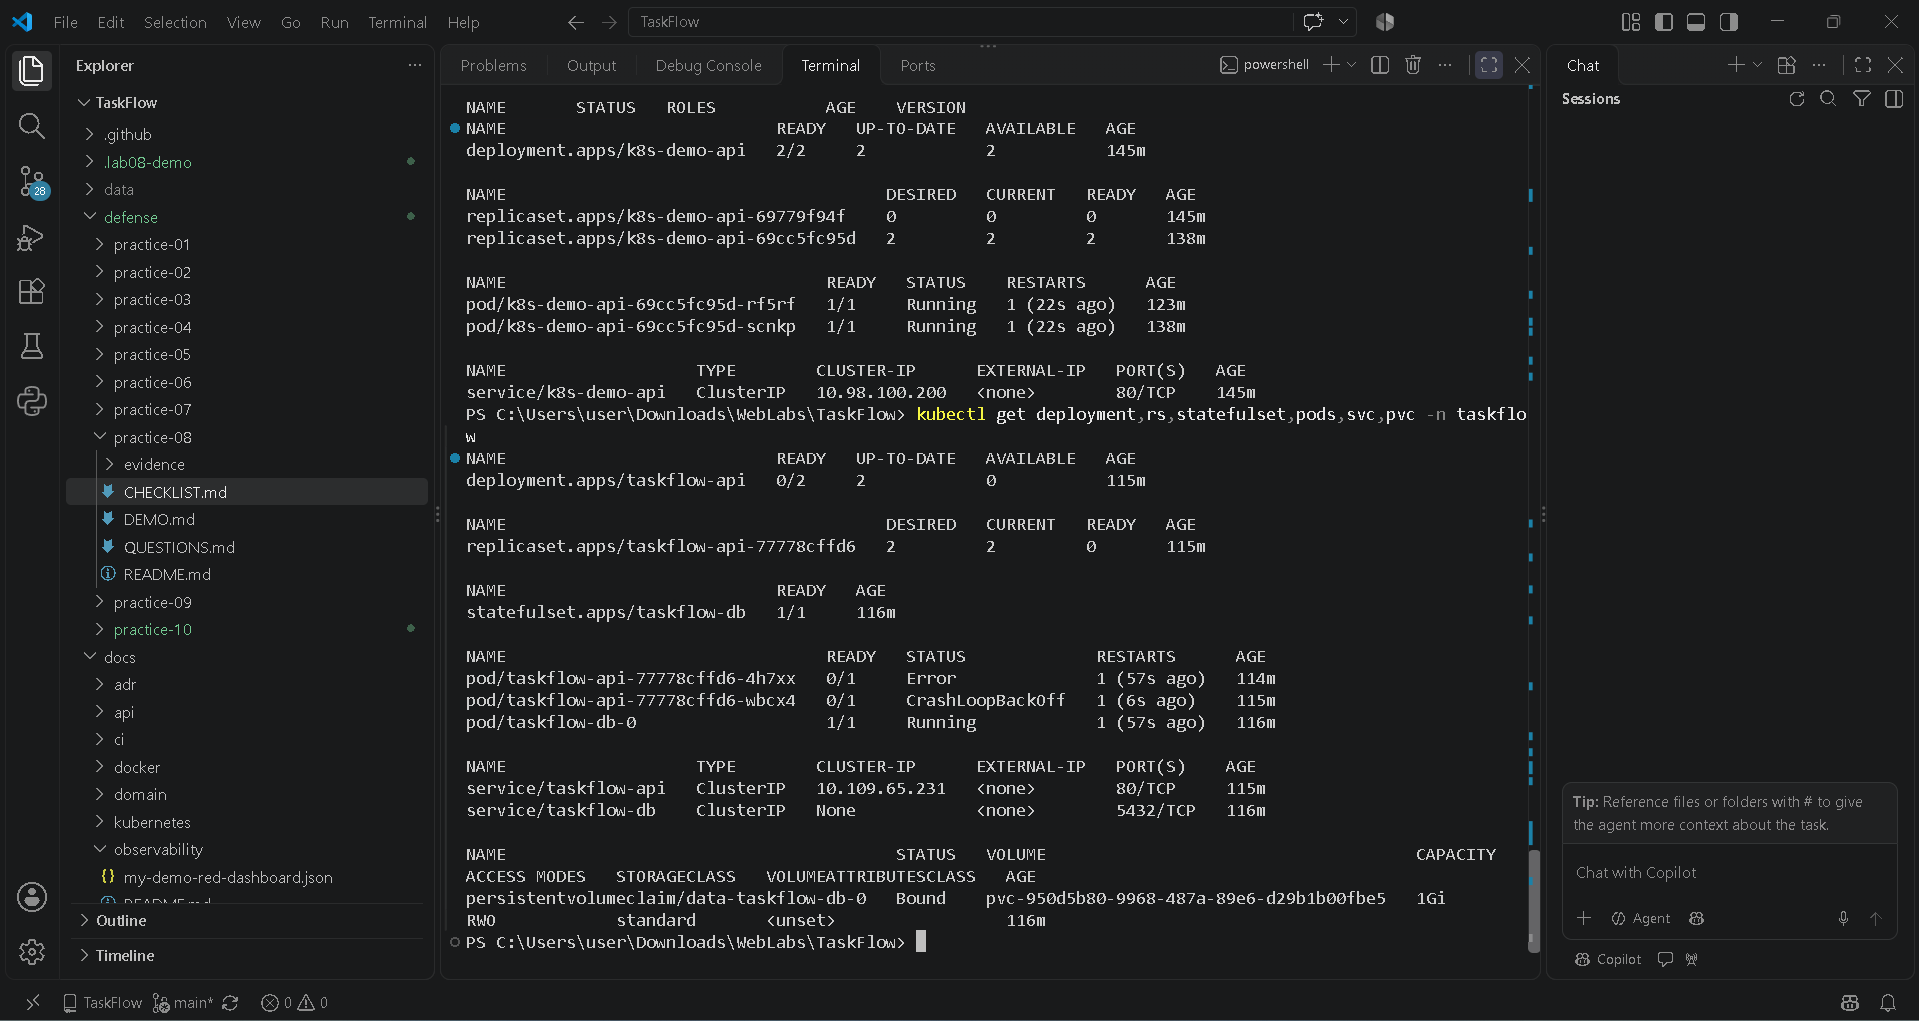 File Edit Selection View Go Run Terminal Help
TaskFlow
Explorer
TaskFlow
.github
.lab08-demo
data
defense
practice-01
practice-02
practice-03
practice-04
practice-05
practice-06
practice-07
practice-08
evidence
CHECKLIST.md
DEMO.md
QUESTIONS.md
README.md
practice-09
practice-10
docs
adr
api
ci
docker
domain
kubernetes
observability
my-demo-red-dashboard.json
README.md
Outline
Timeline
28
Problems Output Debug Console Terminal Ports
powershell
NAME STATUS ROLES AGE VERSION
NAME READY UP-TO-DATE AVAILABLE AGE
deployment.apps/k8s-demo-api 2/2 2 2 145m
NAME DESIRED CURRENT READY AGE
replicaset.apps/k8s-demo-api-69779f94f 0 0 0 145m
replicaset.apps/k8s-demo-api-69cc5fc95d 2 2 2 138m
NAME READY STATUS RESTARTS AGE
pod/k8s-demo-api-69cc5fc95d-rf5rf 1/1 Running 1 (22s ago) 123m
pod/k8s-demo-api-69cc5fc95d-scnkp 1/1 Running 1 (22s ago) 138m
NAME TYPE CLUSTER-IP EXTERNAL-IP PORT(S) AGE
service/k8s-demo-api ClusterIP 10.98.100.200 <none> 80/TCP 145m
PS C:\Users\user\Downloads\WebLabs\TaskFlow> kubectl get deployment,rs,statefulset,pods,svc,pvc -n taskflo
w
NAME READY UP-TO-DATE AVAILABLE AGE
deployment.apps/taskflow-api 0/2 2 0 115m
NAME DESIRED CURRENT READY AGE
replicaset.apps/taskflow-api-77778cffd6 2 2 0 115m
NAME READY AGE
statefulset.apps/taskflow-db 1/1 116m
NAME READY STATUS RESTARTS AGE
pod/taskflow-api-77778cffd6-4h7xx 0/1 Error 1 (57s ago) 114m
pod/taskflow-api-77778cffd6-wbcx4 0/1 CrashLoopBackOff 1 (6s ago) 115m
pod/taskflow-db-0 1/1 Running 1 (57s ago) 116m
NAME TYPE CLUSTER-IP EXTERNAL-IP PORT(S) AGE
service/taskflow-api ClusterIP 10.109.65.231 <none> 80/TCP 115m
service/taskflow-db ClusterIP None <none> 5432/TCP 116m
NAME STATUS VOLUME CAPACITY
ACCESS MODES STORAGECLASS VOLUMEATTRIBUTESCLASS AGE
persistentvolumeclaim/data-taskflow-db-0 Bound pvc-950d5b80-9968-487a-89e6-d29b1b00fbe5 1Gi
RWO standard <unset> 116m
PS C:\Users\user\Downloads\WebLabs\TaskFlow>
Chat
Sessions
Tip: Reference files or folders with # to give
the agent more context about the task.
Chat with Copilot
Agent
Copilot
TaskFlow main* 0 0